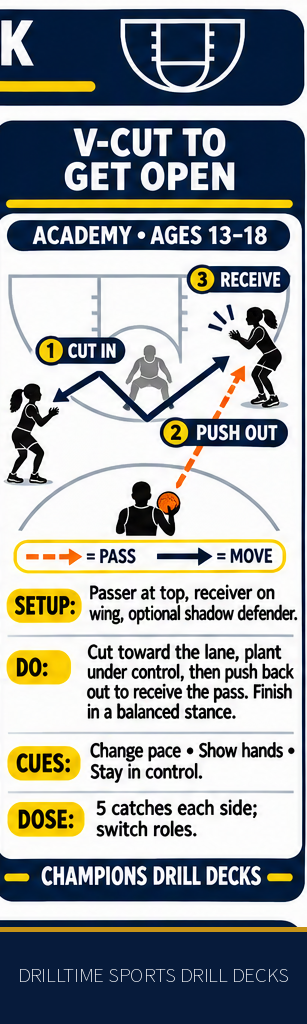 K
V-CUT TO
GET OPEN
ACADEMY • AGES 13–18
3 RECEIVE
1 CUT IN
2 PUSH OUT
= PASS = MOVE
SETUP: Passer at top, receiver on
wing, optional shadow defender.
DO: Cut toward the lane, plant
under control, then push back
out to receive the pass. Finish
in a balanced stance.
CUES: Change pace • Show hands •
Stay in control.
DOSE: 5 catches each side;
switch roles.
CHAMPIONS DRILL DECKS
DRILLTIME SPORTS DRILL DECKS